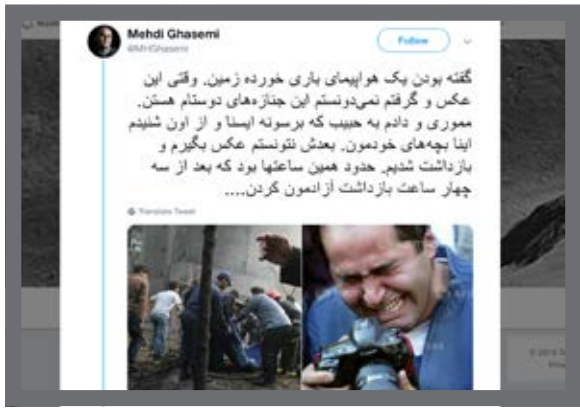 Mehdi Ghasemi
@MHGhasemi
Follow
گفته بودن یک هواپیمای باری خورده زمین. وقتی این
عکس و گرفتم نمی‌دونستم این جنازه‌های دوستام هستن.
مموری و دادم به حبیب که برسونه ایسنا و از اون شنیدم
اینا بچه‌های خودمون. بعدش نتونستم عکس بگیرم و
بازداشت شدیم. حدود همین ساعتها بود که بعد از سه
چهار ساعت بازداشت آزادمون کردن....
Translate Tweet